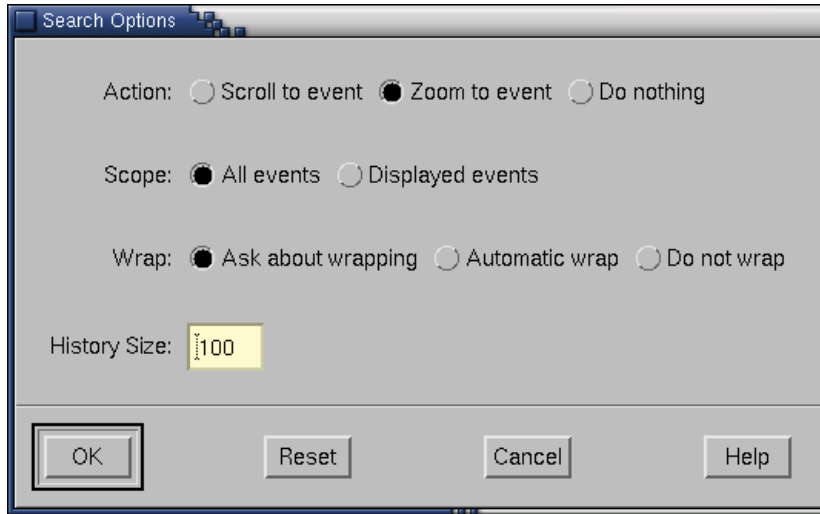 Search Options
Action: Scroll to event Zoom to event Do nothing
Scope: All events Displayed events
Wrap: Ask about wrapping Automatic wrap Do not wrap
History Size: 100
OK Reset Cancel Help